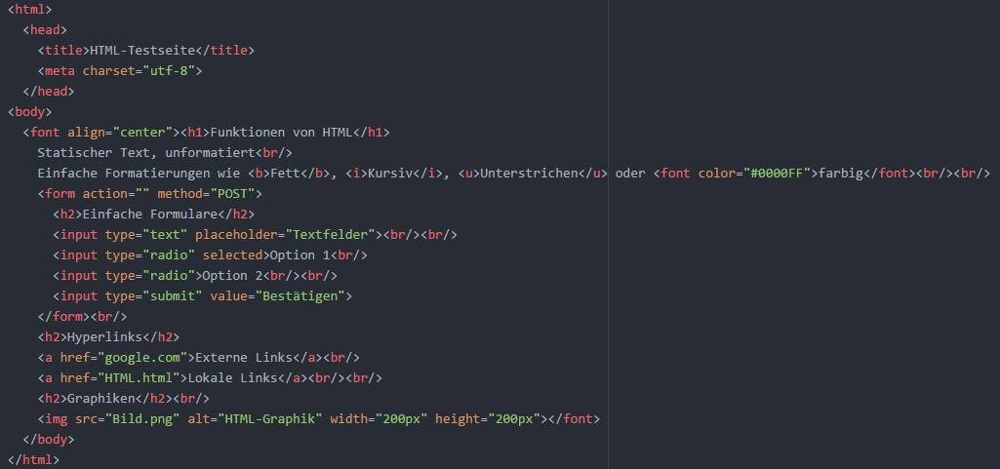 <html>
<head>
<title>HTML-Testseite</title>
<meta charset="utf-8">
</head>
<body>
<font align="center"><h1>Funktionen von HTML</h1>
Statischer Text, unformatiert<br/>
Einfache Formatierungen wie <b>Fett</b>, <i>Kursiv</i>, <u>Unterstrichen</u> oder <font color="#0000FF">farbig</font><br/><br/>
<form action="" method="POST">
<h2>Einfache Formulare</h2>
<input type="text" placeholder="Textfelder"><br/><br/>
<input type="radio" selected>Option 1<br/>
<input type="radio">Option 2<br/><br/>
<input type="submit" value="Bestätigen">
</form><br/>
<h2>Hyperlinks</h2>
<a href="google.com">Externe Links</a><br/>
<a href="HTML.html">Lokale Links</a><br/><br/>
<h2>Graphiken</h2><br/>
<img src="Bild.png" alt="HTML-Graphik" width="200px" height="200px"></font>
</body>
</html>